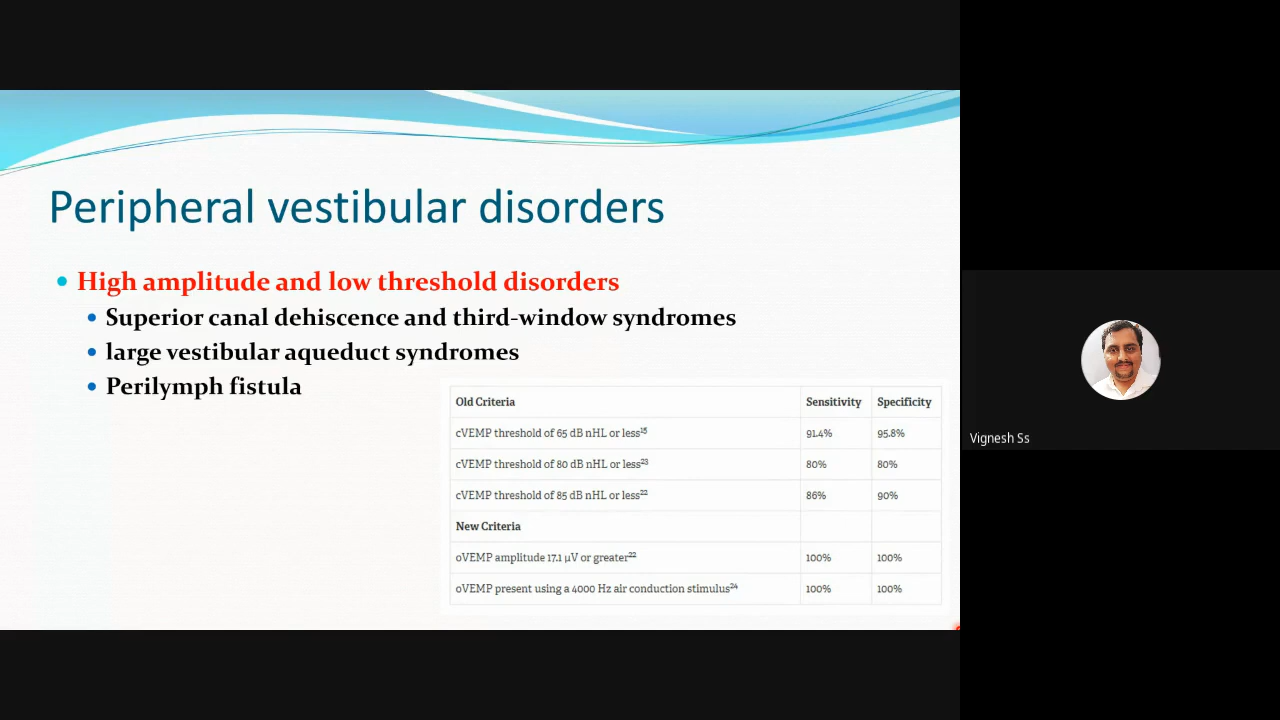 Peripheral vestibular disorders
High amplitude and low threshold disorders
Superior canal dehiscence and third-window syndromes
large vestibular aqueduct syndromes
Perilymph fistula
Old Criteria Sensitivity Specificity
cVEMP threshold of 65 dB nHL or less15 91.4% 95.8%
cVEMP threshold of 80 dB nHL or less23 80% 80%
cVEMP threshold of 85 dB nHL or less22 86% 90%
New Criteria
oVEMP amplitude 17.1 µV or greater22 100% 100%
oVEMP present using a 4000 Hz air conduction stimulus24 100% 100%
Vignesh Ss